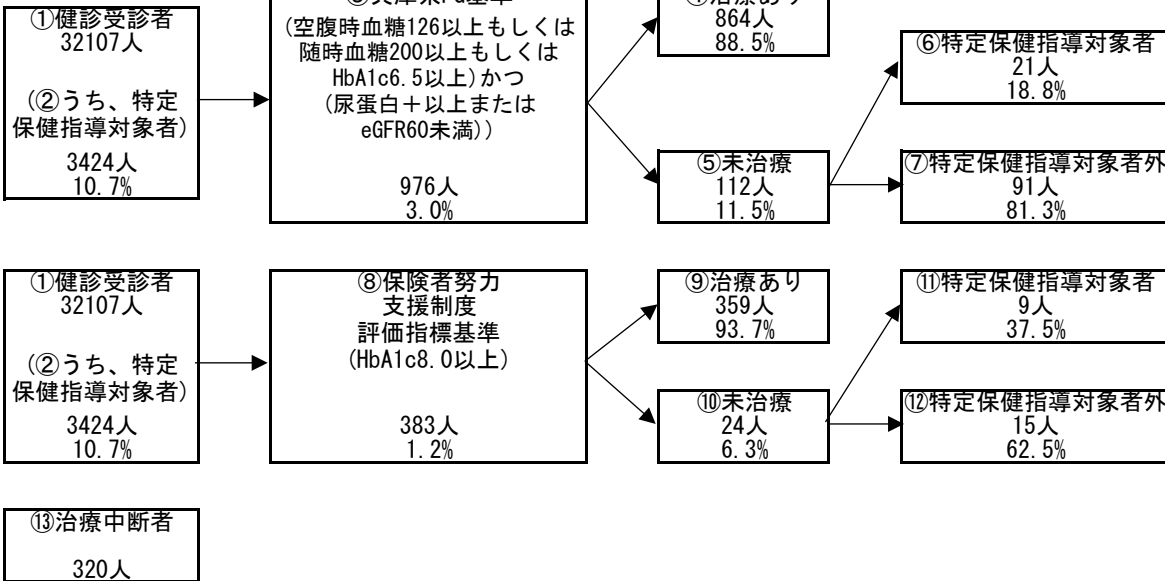 ①健診受診者
32107人
(②うち、特定
保健指導対象者)
3424人
10.7%
(空腹時血糖126以上もしくは
随時血糖200以上もしくは
HbA1c6.5以上)かつ
(尿蛋白+以上または
eGFR60未満))
976人
3.0%
④治療あり
864人
88.5%
⑤未治療
112人
11.5%
⑥特定保健指導対象者
21人
18.8%
⑦特定保健指導対象者外
91人
81.3%
①健診受診者
32107人
(②うち、特定
保健指導対象者)
3424人
10.7%
⑧保険者努力
支援制度
評価指標基準
(HbA1c8.0以上)
383人
1.2%
⑨治療あり
359人
93.7%
⑩未治療
24人
6.3%
⑪特定保健指導対象者
9人
37.5%
⑫特定保健指導対象者外
15人
62.5%
⑬治療中断者
320人